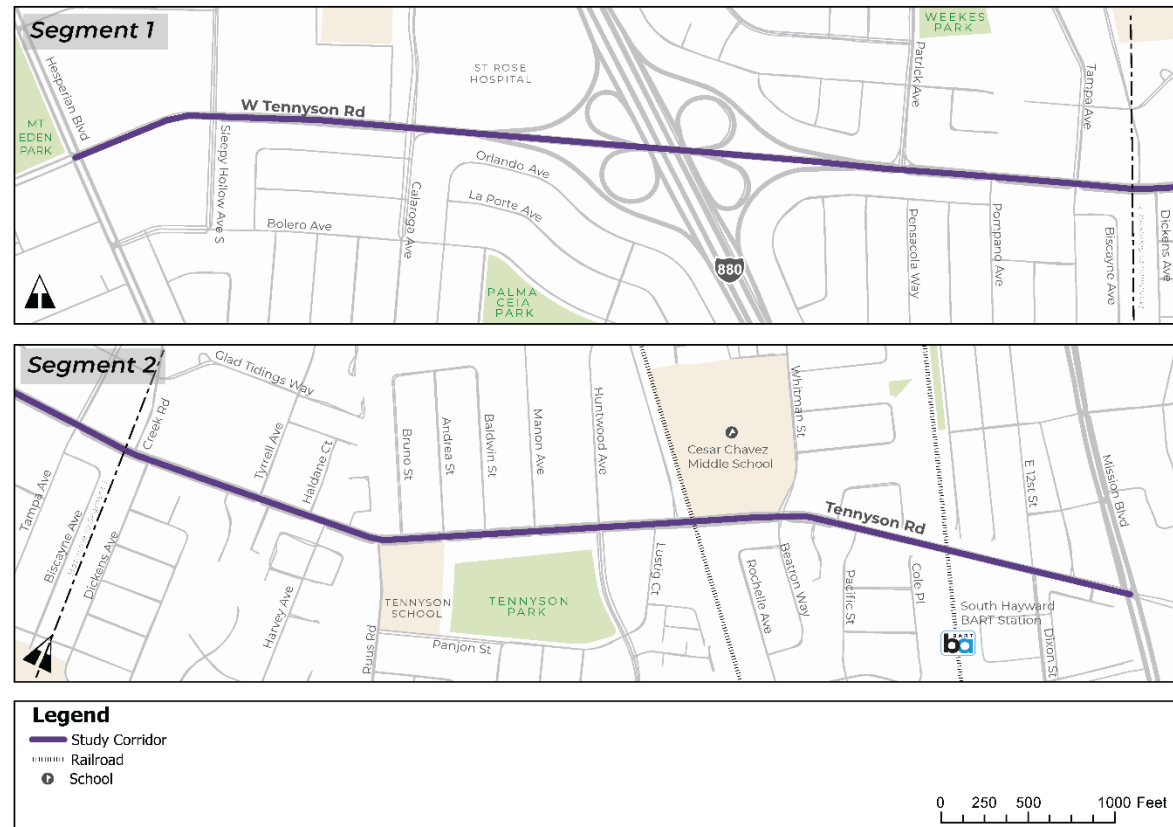 Segment 1
Hesperian Blvd
MT
EDEN
PARK
W Tennyson Rd
Sleepy Hollow Ave S
Bolero Ave
Calaroga Ave
ST ROSE
HOSPITAL
Orlando Ave
La Porte Ave
PALMA
CEIA
PARK
880
WEEKES
PARK
Patrick Ave
Pensacola Way
Pompano Ave
Tampa Ave
Biscayne Ave
Dickens Ave
Segment 2
Glad Tidings Way
Creek Rd
Tampa Ave
Biscayne Ave
Dickens Ave
Tyrrell Ave
Haldane Ct
Harvey Ave
Bruno St
Andrea St
Baldwin St
Manon Ave
Huntwood Ave
Ruus Rd
TENNYSON
SCHOOL
TENNYSON
PARK
Panjon St
Lustig Ct
Cesar Chavez
Middle School
Whitman St
Tennyson Rd
Rochelle Ave
Beatron Way
Pacific St
Cole Pl
E 12st St
Mission Blvd
South Hayward
BART Station
BART
ba
Dixon St
Legend
Study Corridor
Railroad
School
0 250 500 1000 Feet